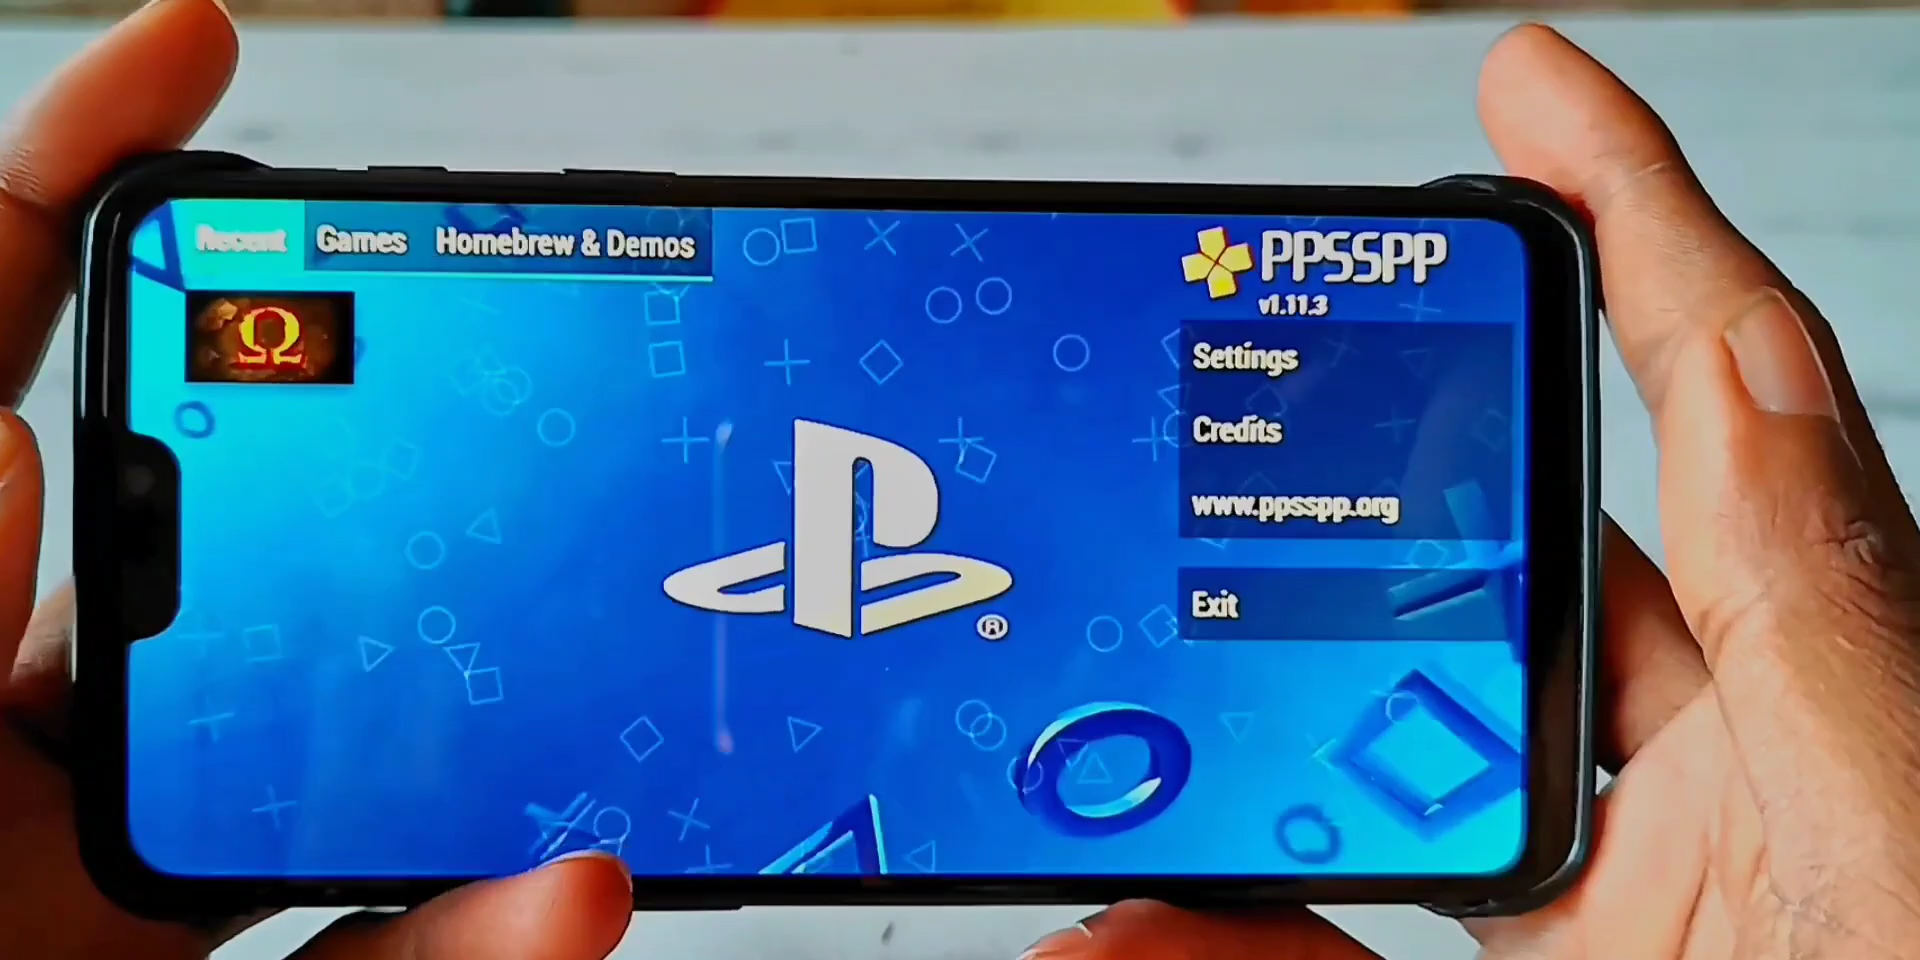 Recent Games Homebrew & Demos
PPSSPP
v1.11.3
Settings
Credits
www.ppsspp.org
Exit
Ω
®